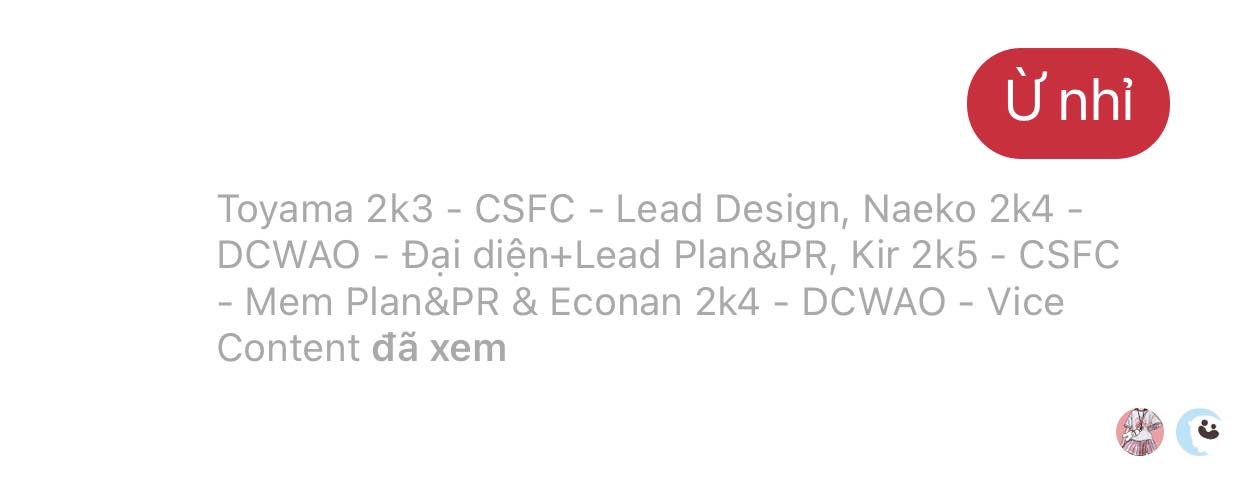 Ừ nhỉ
Toyama 2k3 - CSFC - Lead Design, Naeko 2k4 -
DCWAO - Đại diện+Lead Plan&PR, Kir 2k5 - CSFC
- Mem Plan&PR & Econan 2k4 - DCWAO - Vice
Content đã xem